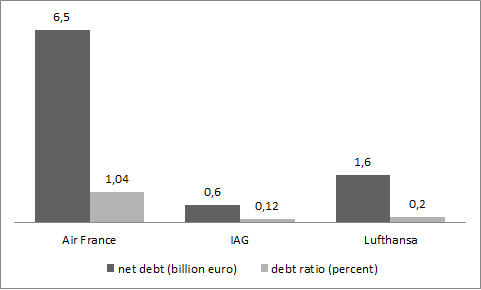 6,5
1,04
0,6
0,12
1,6
0,2
Air France
IAG
Lufthansa
net debt (billion euro)
debt ratio (percent)